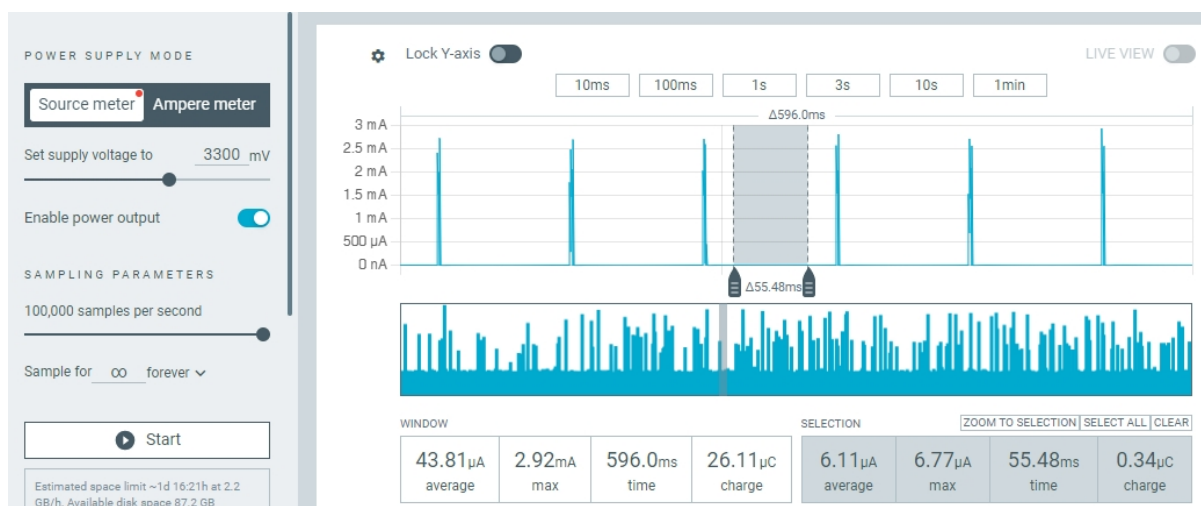 POWER SUPPLY MODE
Source meter Ampere meter
Set supply voltage to 3300 mV
Enable power output
SAMPLING PARAMETERS
100,000 samples per second
Sample for ∞ forever
Start
Estimated space limit ~1d 16:21h at 2.2
GB/h. Available disk space 87.2 GB
Lock Y-axis
LIVE VIEW
10ms 100ms 1s 3s 10s 1min
Δ596.0ms
3 mA
2.5 mA
2 mA
1.5 mA
1 mA
500 μA
0 nA
Δ55.48ms
WINDOW
43.81μA 2.92mA 596.0ms 26.11μC
average max time charge
SELECTION ZOOM TO SELECTION SELECT ALL CLEAR
6.11μA 6.77μA 55.48ms 0.34μC
average max time charge